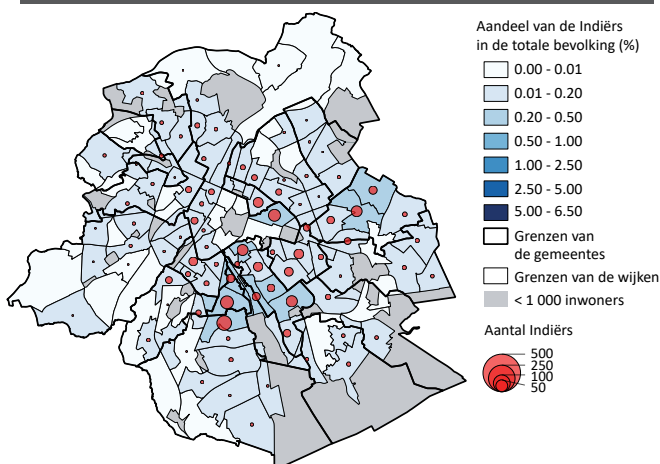 Aandeel van de Indiërs
in de totale bevolking (%)
0.00 - 0.01
0.01 - 0.20
0.20 - 0.50
0.50 - 1.00
1.00 - 2.50
2.50 - 5.00
5.00 - 6.50
Grenzen van
de gemeentes
Grenzen van de wijken
< 1 000 inwoners
Aantal Indiërs
500
250
100
50